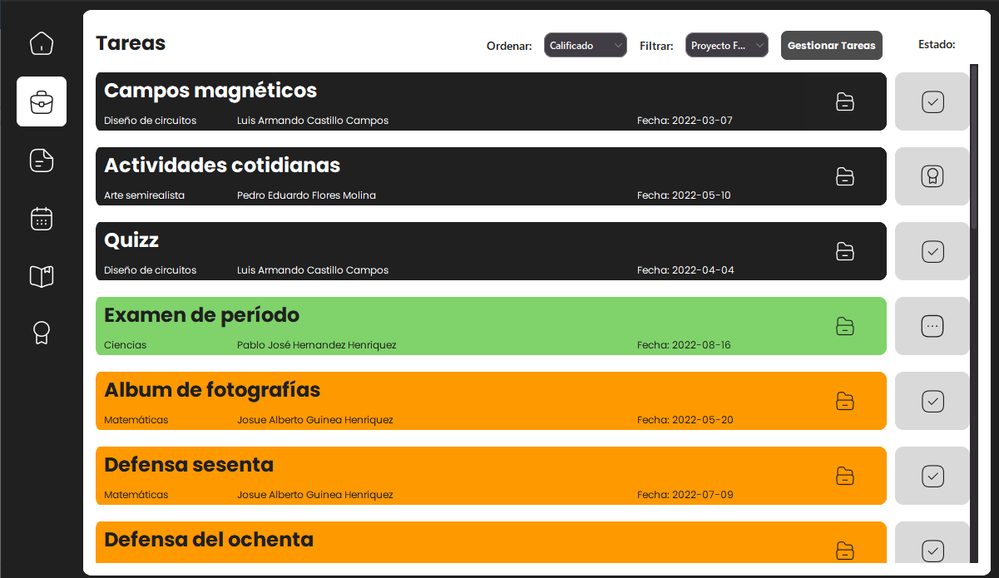 Tareas
Ordenar: Calificado Filtrar: Proyecto F... Gestionar Tareas Estado:
Campos magnéticos
Diseño de circuitos Luis Armando Castillo Campos Fecha: 2022-03-07
Actividades cotidianas
Arte semirealista Pedro Eduardo Flores Molina Fecha: 2022-05-10
Quizz
Diseño de circuitos Luis Armando Castillo Campos Fecha: 2022-04-04
Examen de período
Ciencias Pablo José Hernandez Henriquez Fecha: 2022-08-16
Album de fotografías
Matemáticas Josue Alberto Guinea Henriquez Fecha: 2022-05-20
Defensa sesenta
Matemáticas Josue Alberto Guinea Henriquez Fecha: 2022-07-09
Defensa del ochenta